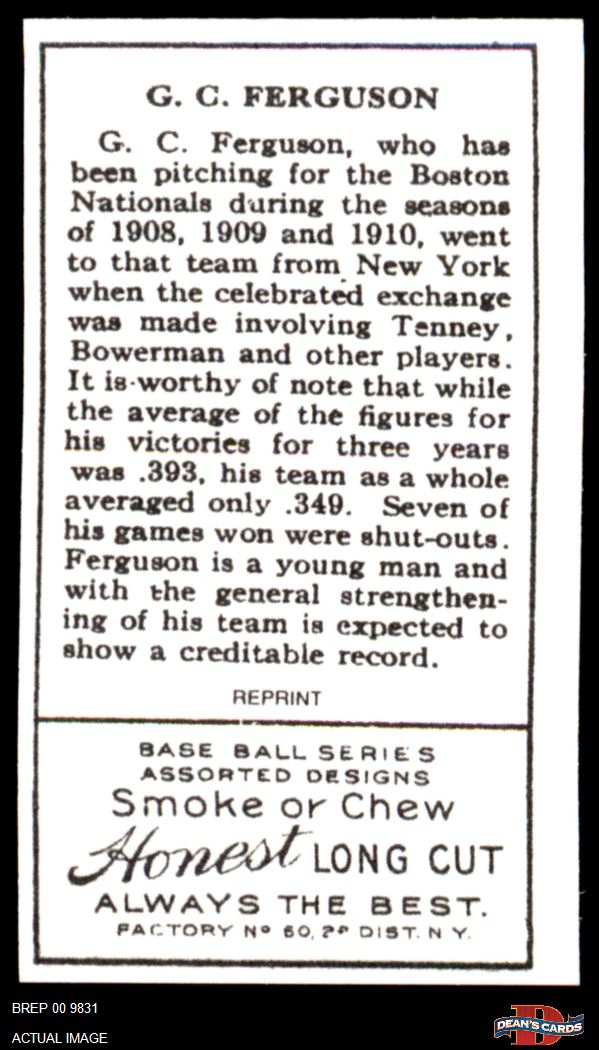 G. C. FERGUSON
G. C. Ferguson, who has
been pitching for the Boston
Nationals during the seasons
of 1908, 1909 and 1910, went
to that team from New York
when the celebrated exchange
was made involving Tenney,
Bowerman and other players.
It is worthy of note that while
the average of the figures for
his victories for three years
was .393, his team as a whole
averaged only .349. Seven of
his games won were shut-outs.
Ferguson is a young man and
with the general strengthen-
ing of his team is expected to
show a creditable record.
REPRINT
BASE BALL SERIES
ASSORTED DESIGNS
Smoke or Chew
Honest LONG CUT
ALWAYS THE BEST.
FACTORY Nº 60, 2ᴰ DIST. N Y.
BREP 00 9831
ACTUAL IMAGE
D
DEAN'S CARDS